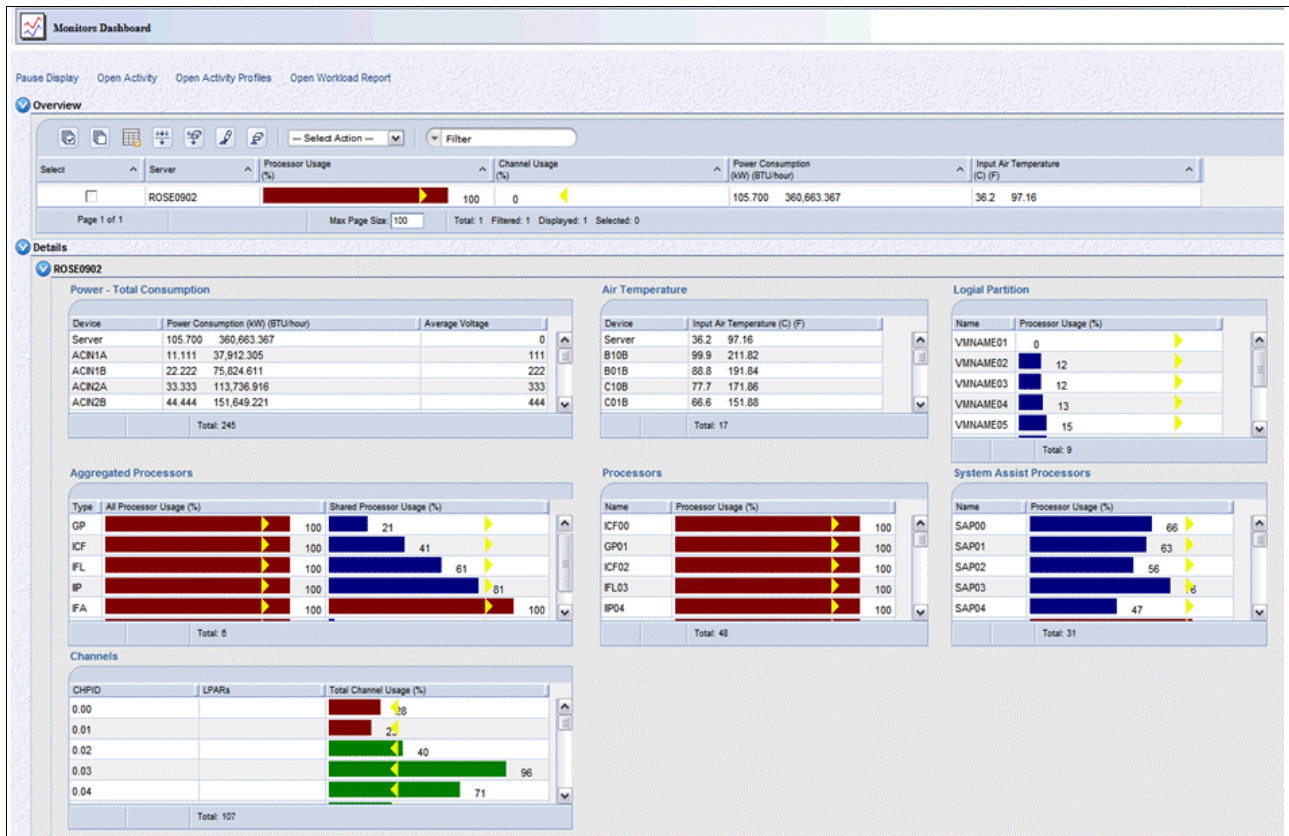 Monitors Dashboard
Pause Display Open Activity Open Activity Profiles Open Workload Report
Overview
--- Select Action --- Filter
Select Server Processor Usage (%) Channel Usage (%) Power Consumption (kW) (BTU/hour) Input Air Temperature (C) (F)
ROSE0902 100 0 105.700 360,663.367 36.2 97.16
Page 1 of 1 Max Page Size: 100 Total: 1 Filtered: 1 Displayed: 1 Selected: 0
Details
ROSE0902
Power - Total Consumption
Device Power Consumption (kW) (BTU/hour) Average Voltage
Server 105.700 360,663.367 0
ACIN1A 11.111 37,912.305 111
ACIN1B 22.222 75,824.611 222
ACIN2A 33.333 113,736.916 333
ACIN2B 44.444 151,649.221 444
Total: 245
Air Temperature
Device Input Air Temperature (C) (F)
Server 36.2 97.16
B10B 99.9 211.82
B01B 88.8 191.84
C10B 77.7 171.86
C01B 66.6 151.88
Total: 17
Logial Partition
Name Processor Usage (%)
VMNAME01 0
VMNAME02 12
VMNAME03 12
VMNAME04 13
VMNAME05 15
Total: 9
Aggregated Processors
Type All Processor Usage (%) Shared Processor Usage (%)
GP 100 21
ICF 100 41
IFL 100 61
IIP 100 81
IFA 100 100
Total: 6
Processors
Name Processor Usage (%)
ICF00 100
GP01 100
ICF02 100
IFL03 100
IIP04 100
Total: 48
System Assist Processors
Name Processor Usage (%)
SAP00 66
SAP01 63
SAP02 56
SAP03
SAP04 47
Total: 31
Channels
CHPID LPARs Total Channel Usage (%)
0.00 28
0.01
0.02 40
0.03 96
0.04 71
Total: 107